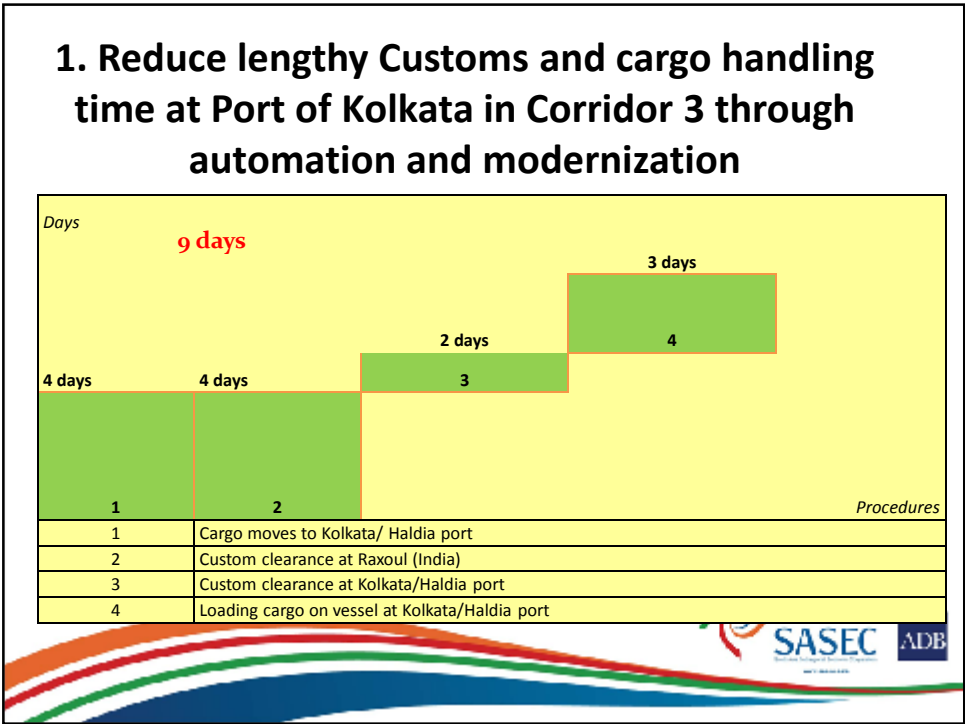 1. Reduce lengthy Customs and cargo handling
time at Port of Kolkata in Corridor 3 through
automation and modernization
Days
9 days
3 days
2 days
4
4 days 4 days 3
1 2 Procedures
1 Cargo moves to Kolkata/ Haldia port
2 Custom clearance at Raxoul (India)
3 Custom clearance at Kolkata/Haldia port
4 Loading cargo on vessel at Kolkata/Haldia port
SASEC ADB